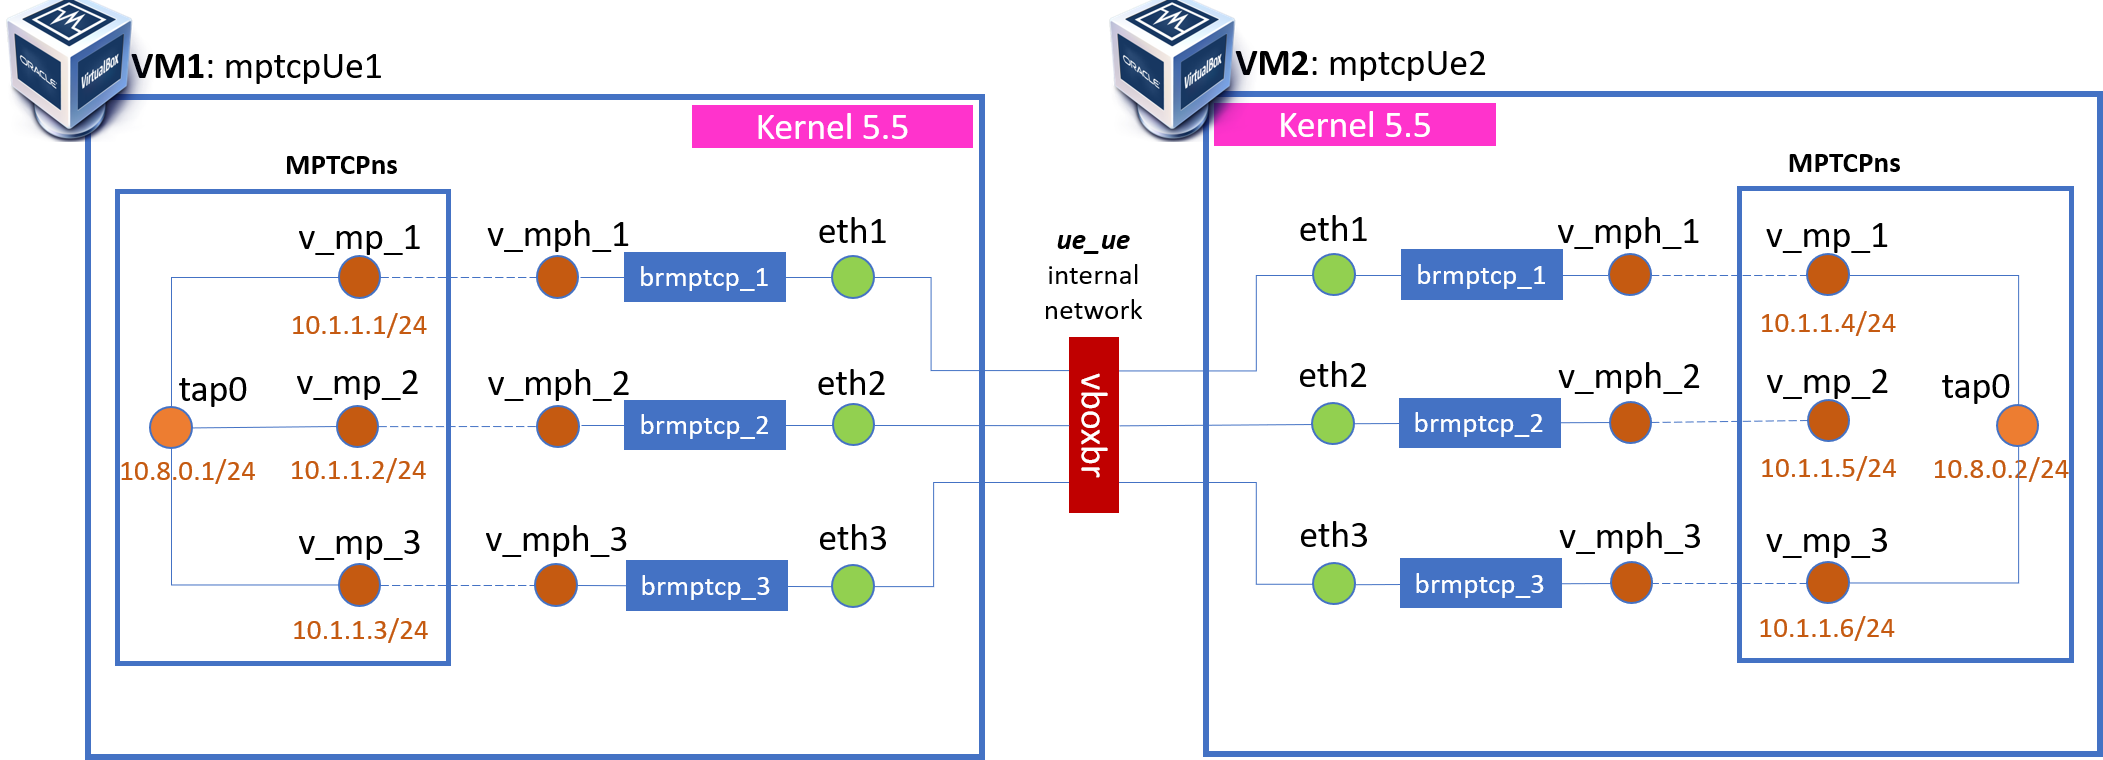 VM1: mptcpUe1
ORACLE
VirtualBox
Kernel 5.5
MPTCPns
v_mp_1
v_mph_1
brmptcp_1
eth1
10.1.1.1/24
tap0
v_mp_2
v_mph_2
brmptcp_2
eth2
10.8.0.1/24
10.1.1.2/24
v_mp_3
v_mph_3
brmptcp_3
eth3
10.1.1.3/24
ue_ue
internal
network
vboxbr
VM2: mptcpUe2
ORACLE
VirtualBox
Kernel 5.5
MPTCPns
eth1
brmptcp_1
v_mph_1
v_mp_1
10.1.1.4/24
eth2
brmptcp_2
v_mph_2
v_mp_2
tap0
10.1.1.5/24
10.8.0.2/24
eth3
brmptcp_3
v_mph_3
v_mp_3
10.1.1.6/24